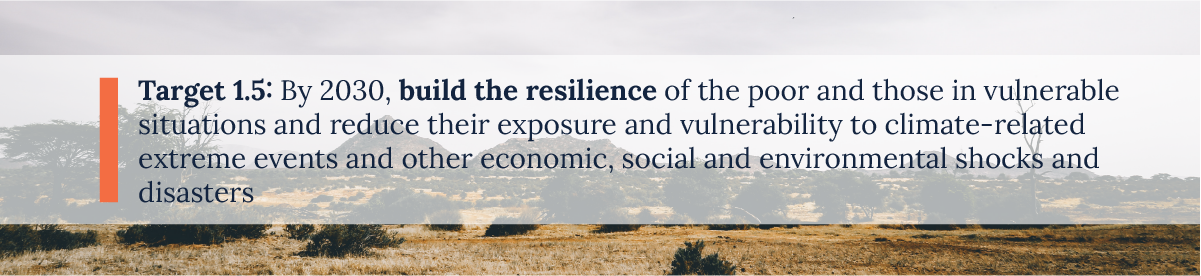 Target 1.5: By 2030, build the resilience of the poor and those in vulnerable
situations and reduce their exposure and vulnerability to climate-related
extreme events and other economic, social and environmental shocks and
disasters